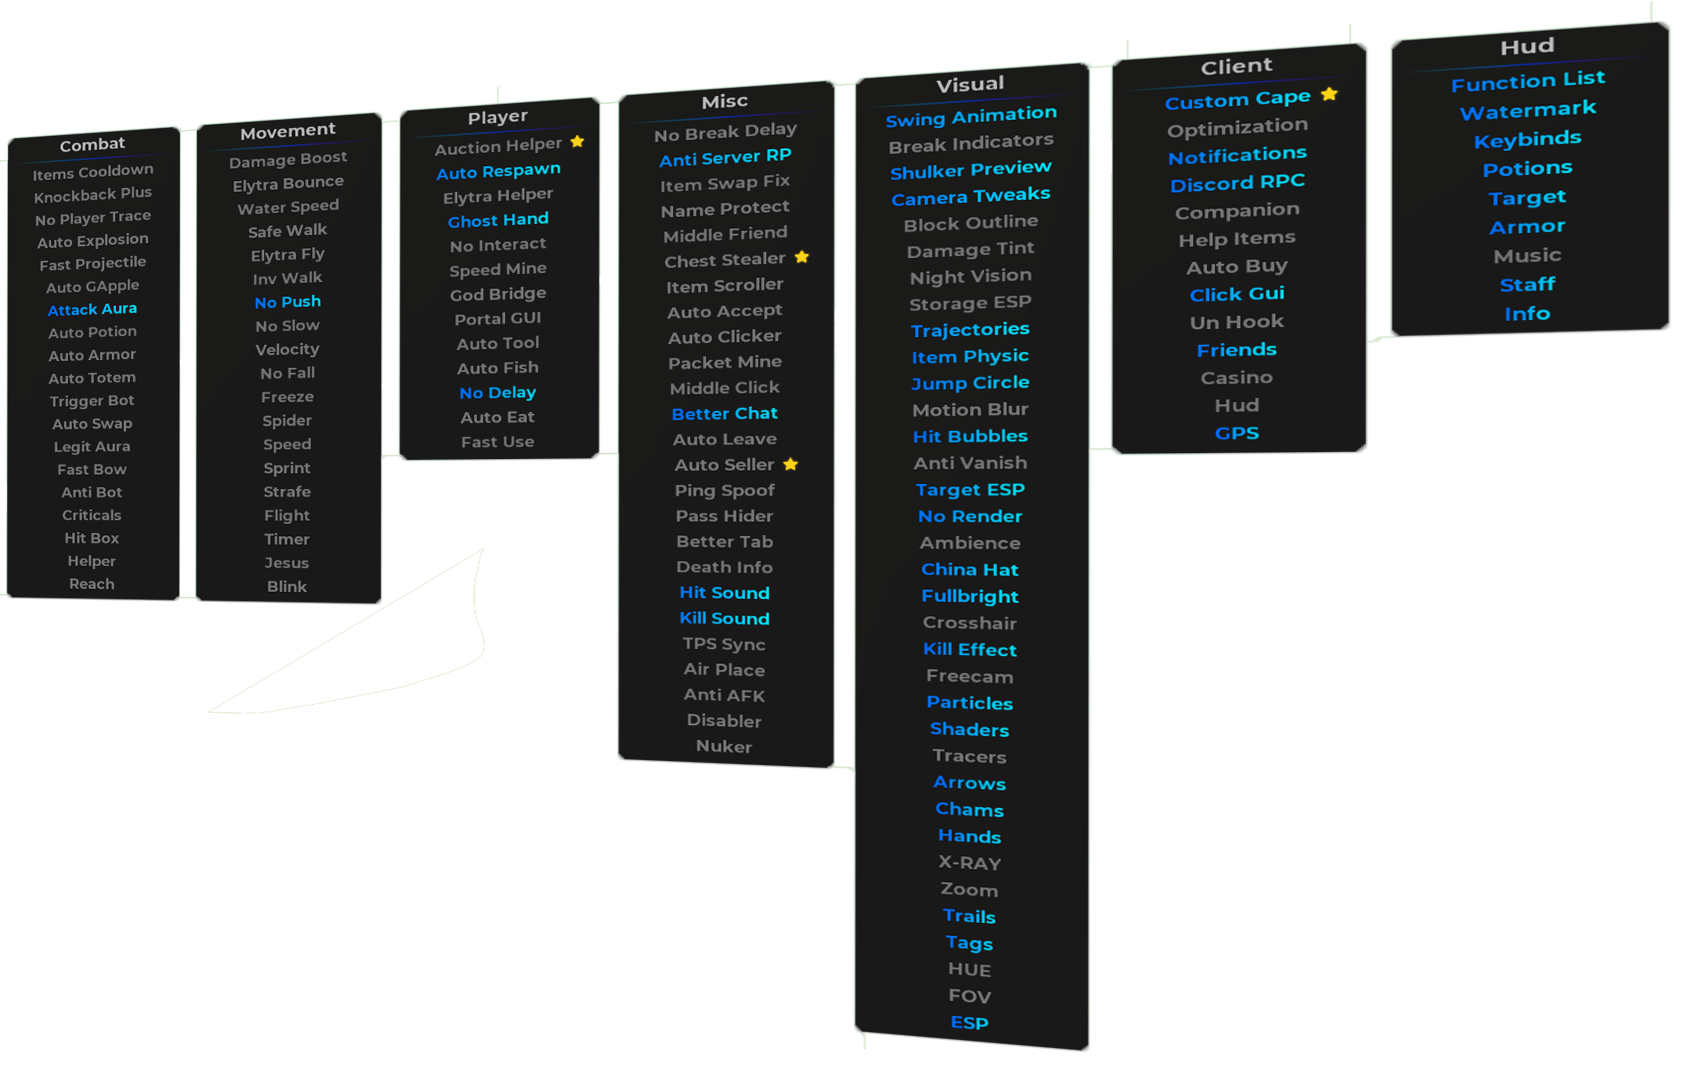 Combat
Items Cooldown
Knockback Plus
No Player Trace
Auto Explosion
Fast Projectile
Auto GApple
Attack Aura
Auto Potion
Auto Armor
Auto Totem
Trigger Bot
Auto Swap
Legit Aura
Fast Bow
Anti Bot
Criticals
Hit Box
Helper
Reach
Movement
Damage Boost
Elytra Bounce
Water Speed
Safe Walk
Elytra Fly
Inv Walk
No Push
No Slow
Velocity
No Fall
Freeze
Spider
Speed
Sprint
Strafe
Flight
Timer
Jesus
Blink
Player
Auction Helper
Auto Respawn
Elytra Helper
Ghost Hand
No Interact
Speed Mine
God Bridge
Portal GUI
Auto Tool
Auto Fish
No Delay
Auto Eat
Fast Use
Misc
No Break Delay
Anti Server RP
Item Swap Fix
Name Protect
Middle Friend
Chest Stealer
Item Scroller
Auto Accept
Auto Clicker
Packet Mine
Middle Click
Better Chat
Auto Leave
Auto Seller
Ping Spoof
Pass Hider
Better Tab
Death Info
Hit Sound
Kill Sound
TPS Sync
Air Place
Anti AFK
Disabler
Nuker
Visual
Swing Animation
Break Indicators
Shulker Preview
Camera Tweaks
Block Outline
Damage Tint
Night Vision
Storage ESP
Trajectories
Item Physic
Jump Circle
Motion Blur
Hit Bubbles
Anti Vanish
Target ESP
No Render
Ambience
China Hat
Fullbright
Crosshair
Kill Effect
Freecam
Particles
Shaders
Tracers
Arrows
Chams
Hands
X-RAY
Zoom
Trails
Tags
HUE
FOV
ESP
Client
Custom Cape
Optimization
Notifications
Discord RPC
Companion
Help Items
Auto Buy
Click Gui
Un Hook
Friends
Casino
Hud
GPS
Hud
Function List
Watermark
Keybinds
Potions
Target
Armor
Music
Staff
Info